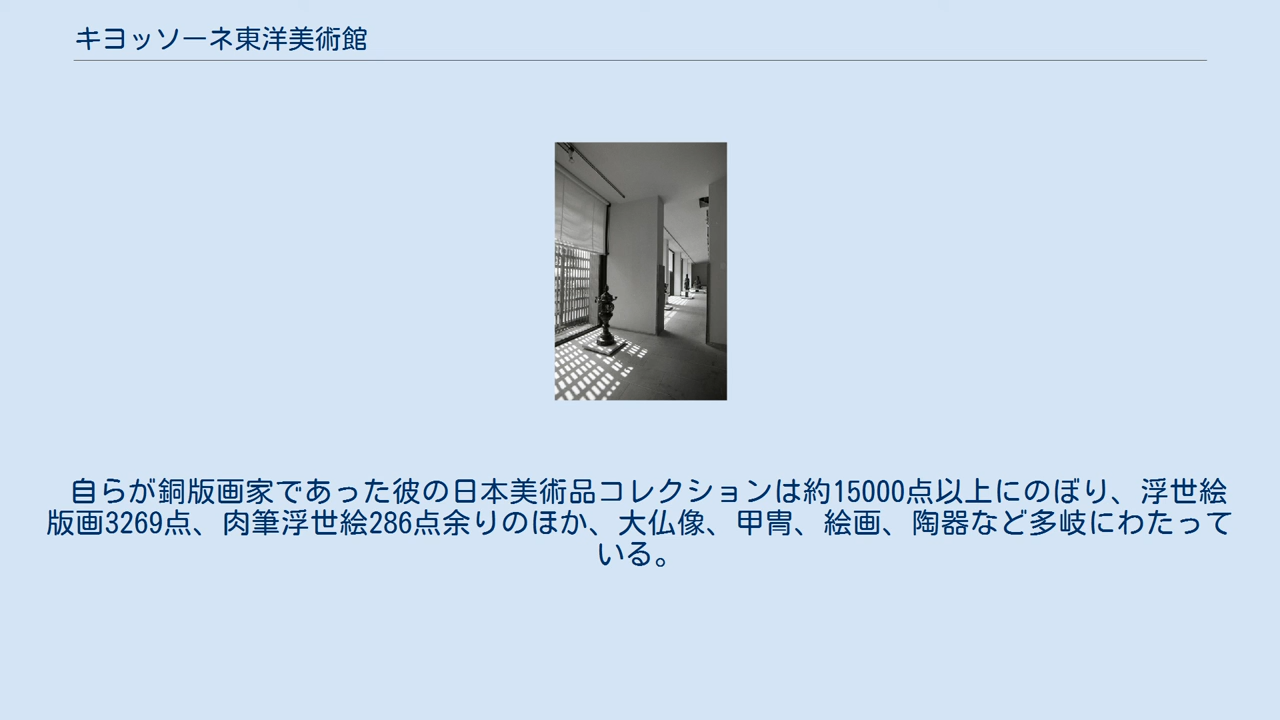 キヨッソーネ東洋美術館
自らが銅版画家であった彼の日本美術品コレクションは約15000点以上にのぼり、浮世絵
版画3269点、肉筆浮世絵286点余りのほか、大仏像、甲冑、絵画、陶器など多岐にわたって
いる。